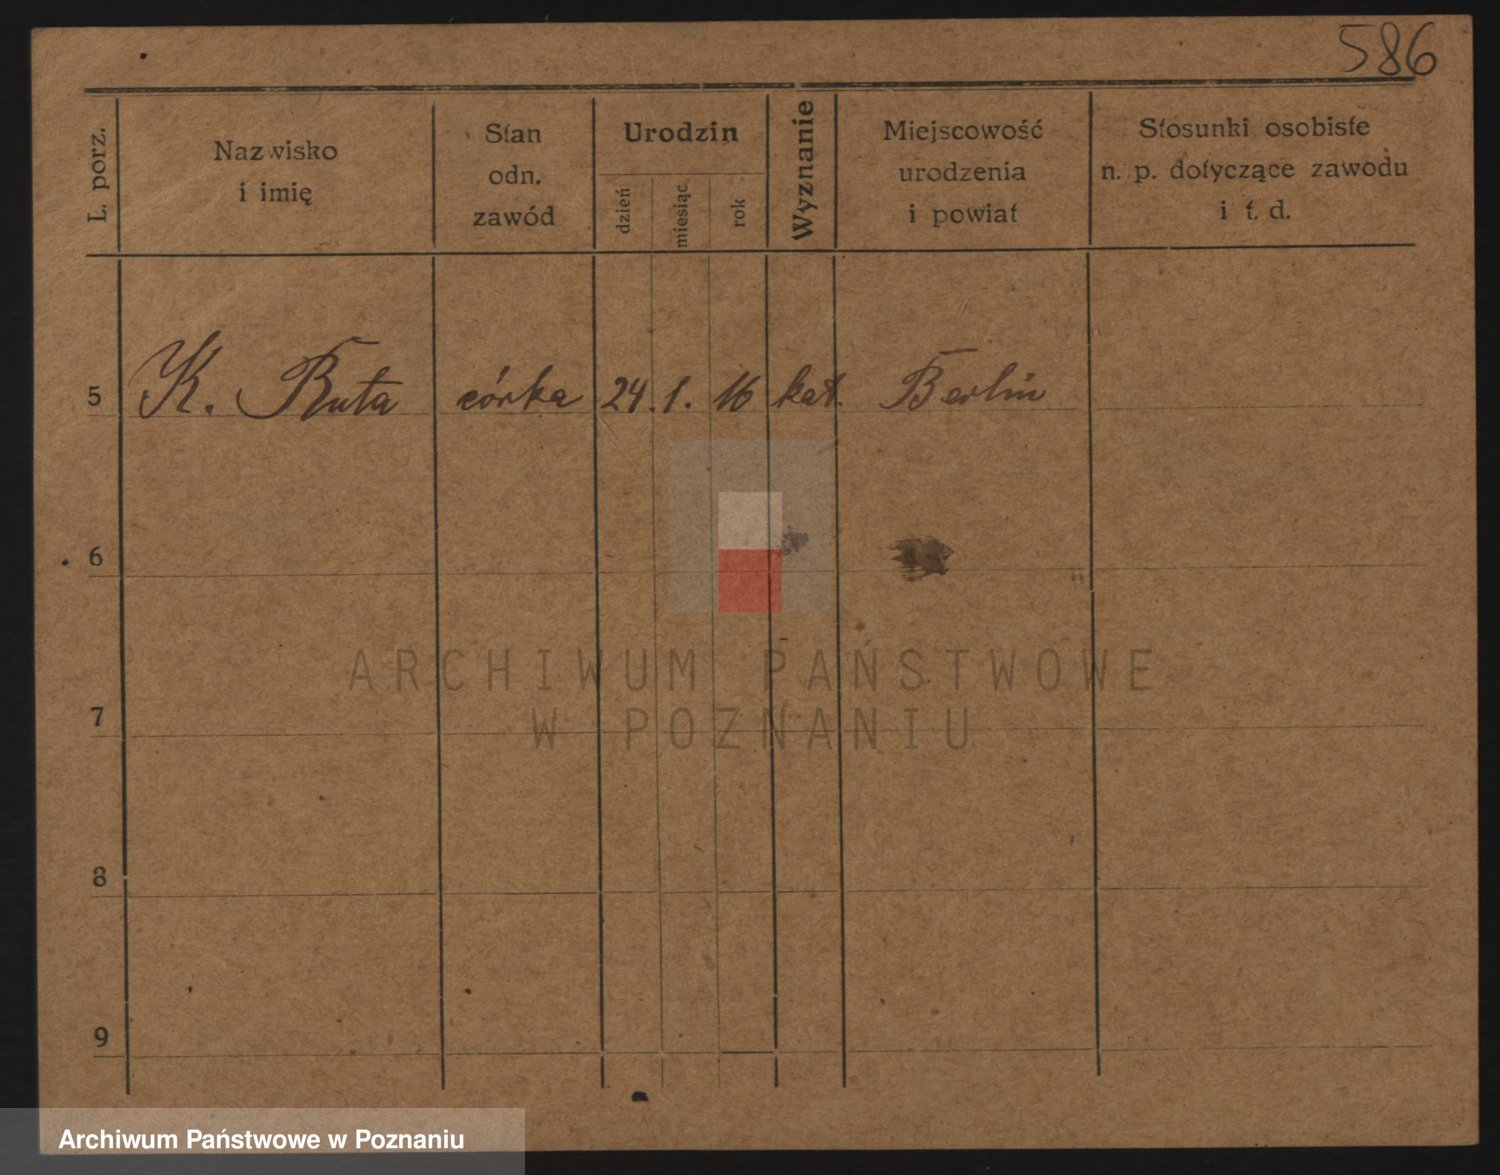 586
L. porz.
Nazwisko
i imię
Stan
odn.
zawód
Urodzin
dzień
miesiąc
rok
Wyznanie
Miejscowość
urodzenia
i powiat
Stosunki osobiste
n. p. dotyczące zawodu
i t. d.
5 K. Ruta córka 24. 1. 16 kat. Berlin
6
7
8
9
ARCHIWUM PAŃSTWOWE
W POZNANIU
Archiwum Państwowe w Poznaniu